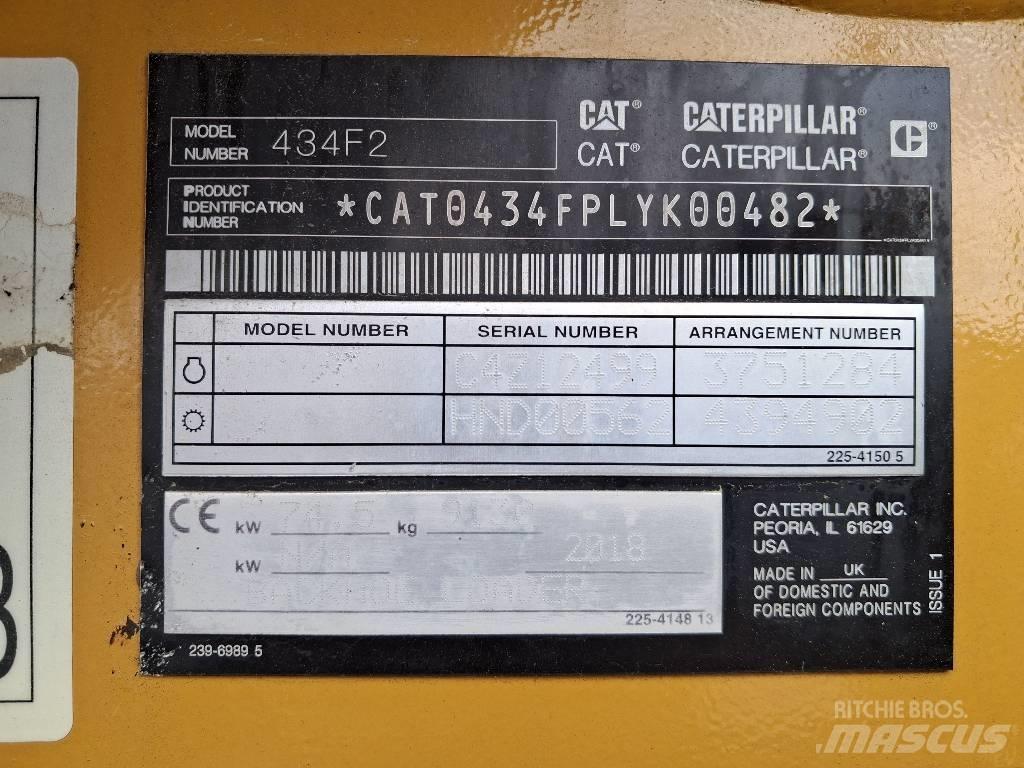 CAT® CATERPILLAR®
MODEL NUMBER 434F2
CAT® CATERPILLAR®
PRODUCT IDENTIFICATION NUMBER *CAT0434FPLYK00482*
MODEL NUMBER SERIAL NUMBER ARRANGEMENT NUMBER
C4Z12499 3751284
HND00562 4394902
225-4150 5
CE kW 74.5 kg
kW 2018
LOADER
225-4148 13
239-6989 5
CATERPILLAR INC.
PEORIA, IL 61629
USA
MADE IN UK
OF DOMESTIC AND
FOREIGN COMPONENTS
ISSUE 1
RITCHIE BROS.
MASCUS